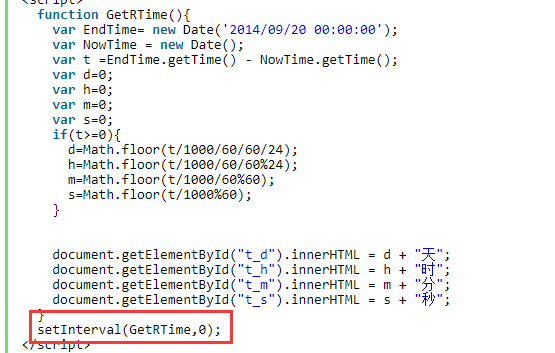 <script>
function GetRTime(){
var EndTime= new Date('2014/09/20 00:00:00');
var NowTime = new Date();
var t =EndTime.getTime() - NowTime.getTime();
var d=0;
var h=0;
var m=0;
var s=0;
if(t>=0){
d=Math.floor(t/1000/60/60/24);
h=Math.floor(t/1000/60/60%24);
m=Math.floor(t/1000/60%60);
s=Math.floor(t/1000%60);
}
document.getElementById("t_d").innerHTML = d + "天";
document.getElementById("t_h").innerHTML = h + "时";
document.getElementById("t_m").innerHTML = m + "分";
document.getElementById("t_s").innerHTML = s + "秒";
}
setInterval(GetRTime,0);
</script>